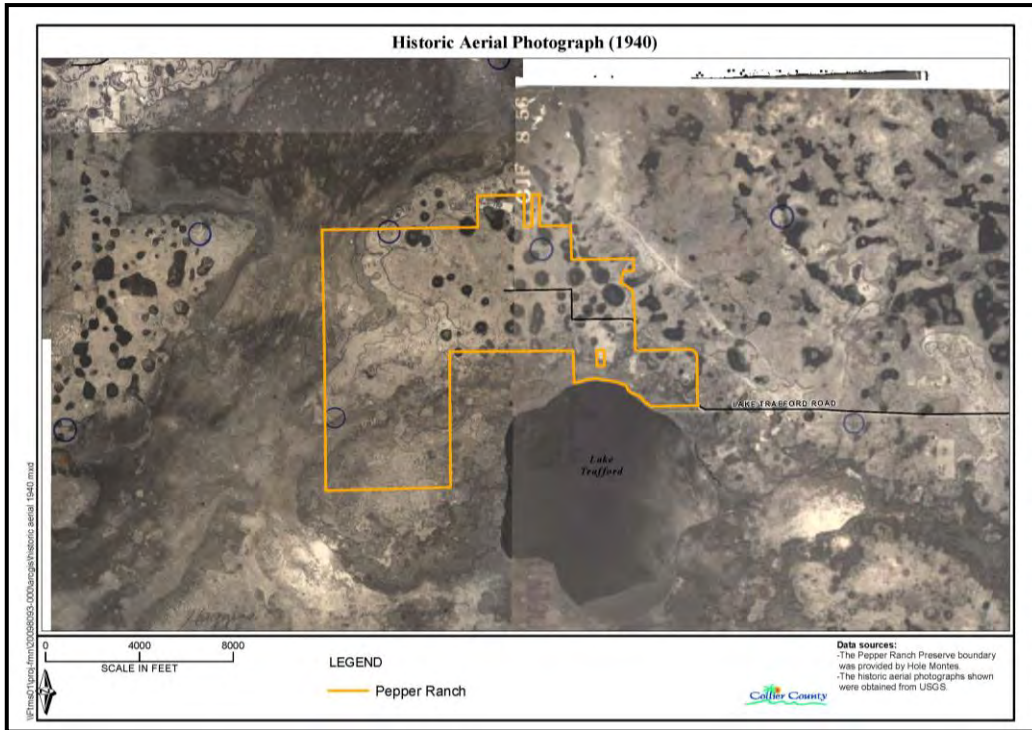 Historic Aerial Photograph (1940)
8 56
LAKE TRAFFORD ROAD
Lake
Trafford
0 4000 8000
SCALE IN FEET
LEGEND
Pepper Ranch
Collier County
Data sources:
-The Pepper Ranch Preserve boundary
was provided by Hole Montes.
-The historic aerial photographs shown
were obtained from USGS.